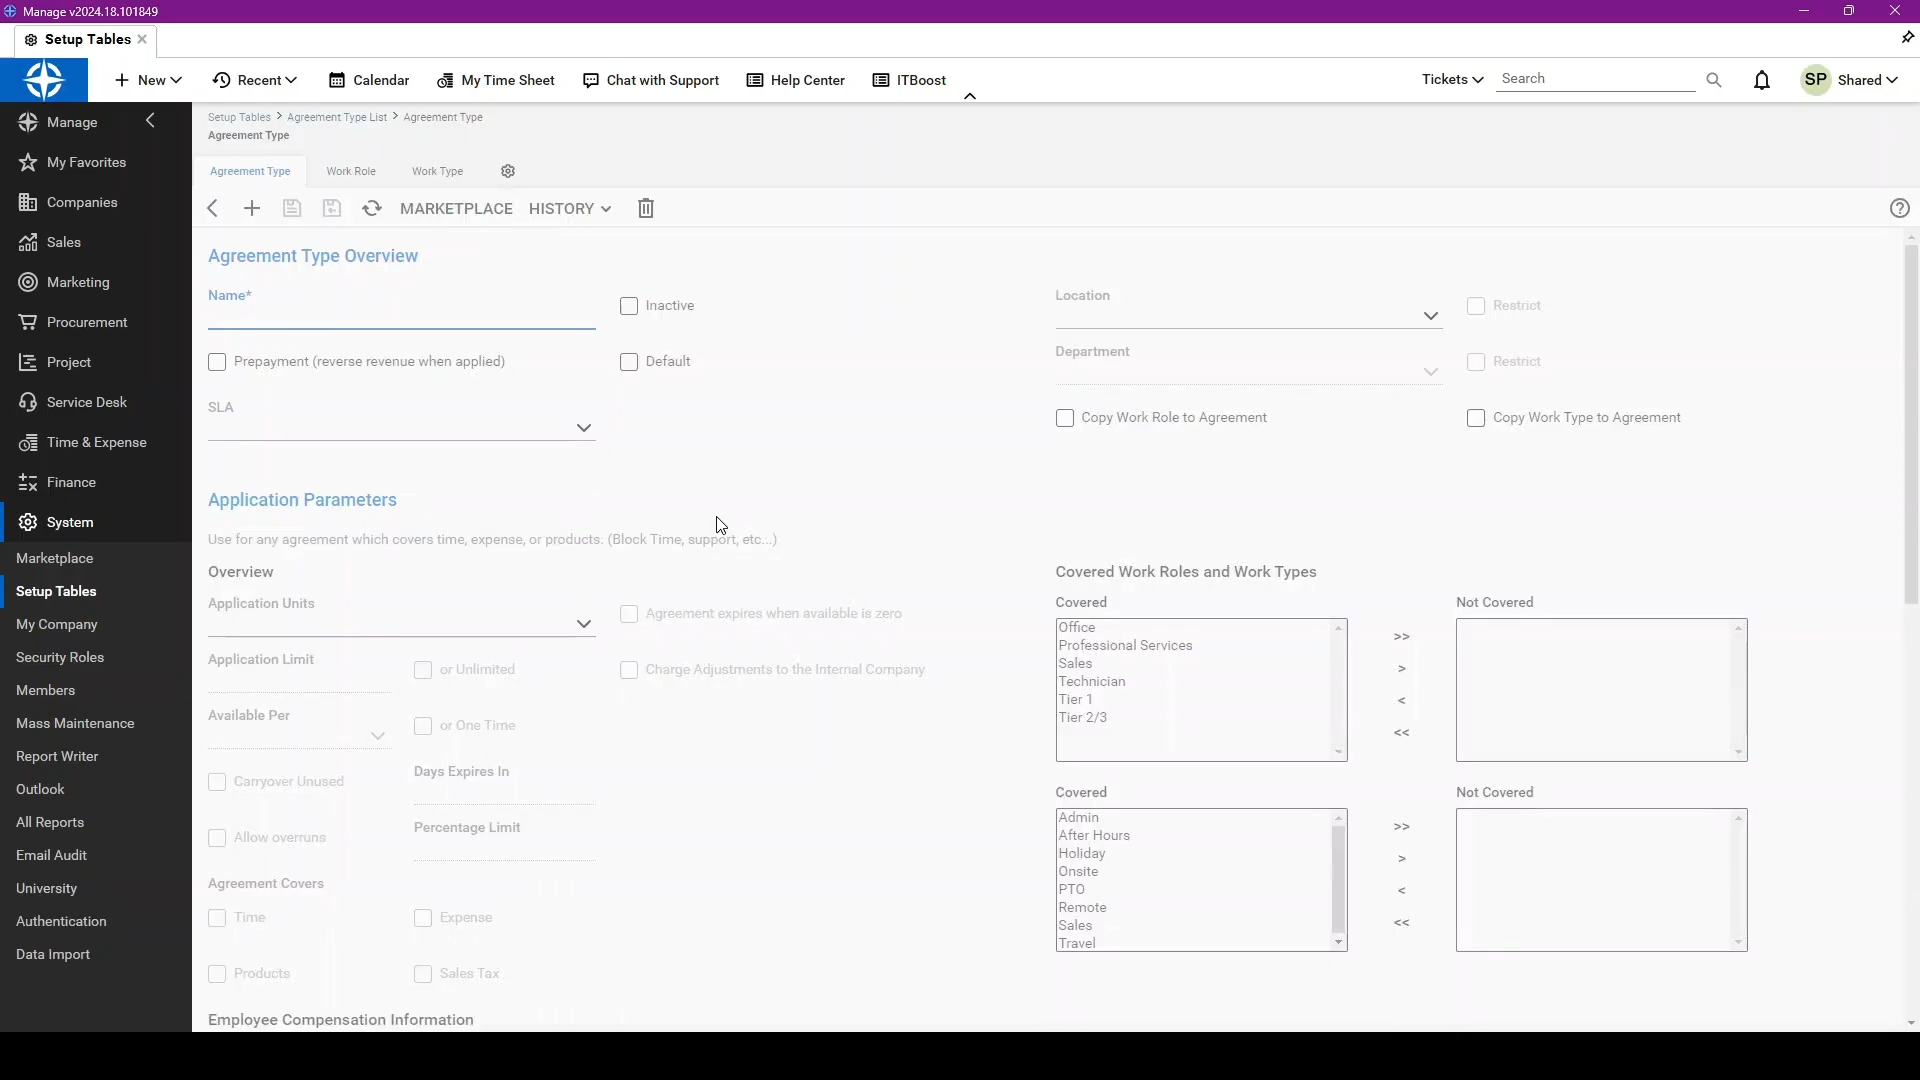 Manage v2024.18.101849
Setup Tables
New
Recent
Calendar
My Time Sheet
Chat with Support
Help Center
ITBoost
Tickets
Search
SP
Shared
Manage
My Favorites
Companies
Sales
Marketing
Procurement
Project
Service Desk
Time & Expense
Finance
System
Marketplace
Setup Tables
My Company
Security Roles
Members
Mass Maintenance
Report Writer
Outlook
All Reports
Email Audit
University
Authentication
Data Import
Setup Tables > Agreement Type List > Agreement Type
Agreement Type
Agreement Type
Work Role
Work Type
MARKETPLACE
HISTORY
Agreement Type Overview
Name*
Inactive
Location
Restrict
Prepayment (reverse revenue when applied)
Default
Department
Restrict
SLA
Copy Work Role to Agreement
Copy Work Type to Agreement
Application Parameters
Use for any agreement which covers time, expense, or products. (Block Time, support, etc...)
Overview
Application Units
Agreement expires when available is zero
Application Limit
or Unlimited
Charge Adjustments to the Internal Company
Available Per
or One Time
Carryover Unused
Days Expires In
Allow overruns
Percentage Limit
Agreement Covers
Time
Expense
Products
Sales Tax
Employee Compensation Information
Covered Work Roles and Work Types
Covered
Not Covered
Office
Professional Services
Sales
Technician
Tier 1
Tier 2/3
>>
>
<
<<
Covered
Not Covered
Admin
After Hours
Holiday
Onsite
PTO
Remote
Sales
Travel
>>
>
<
<<